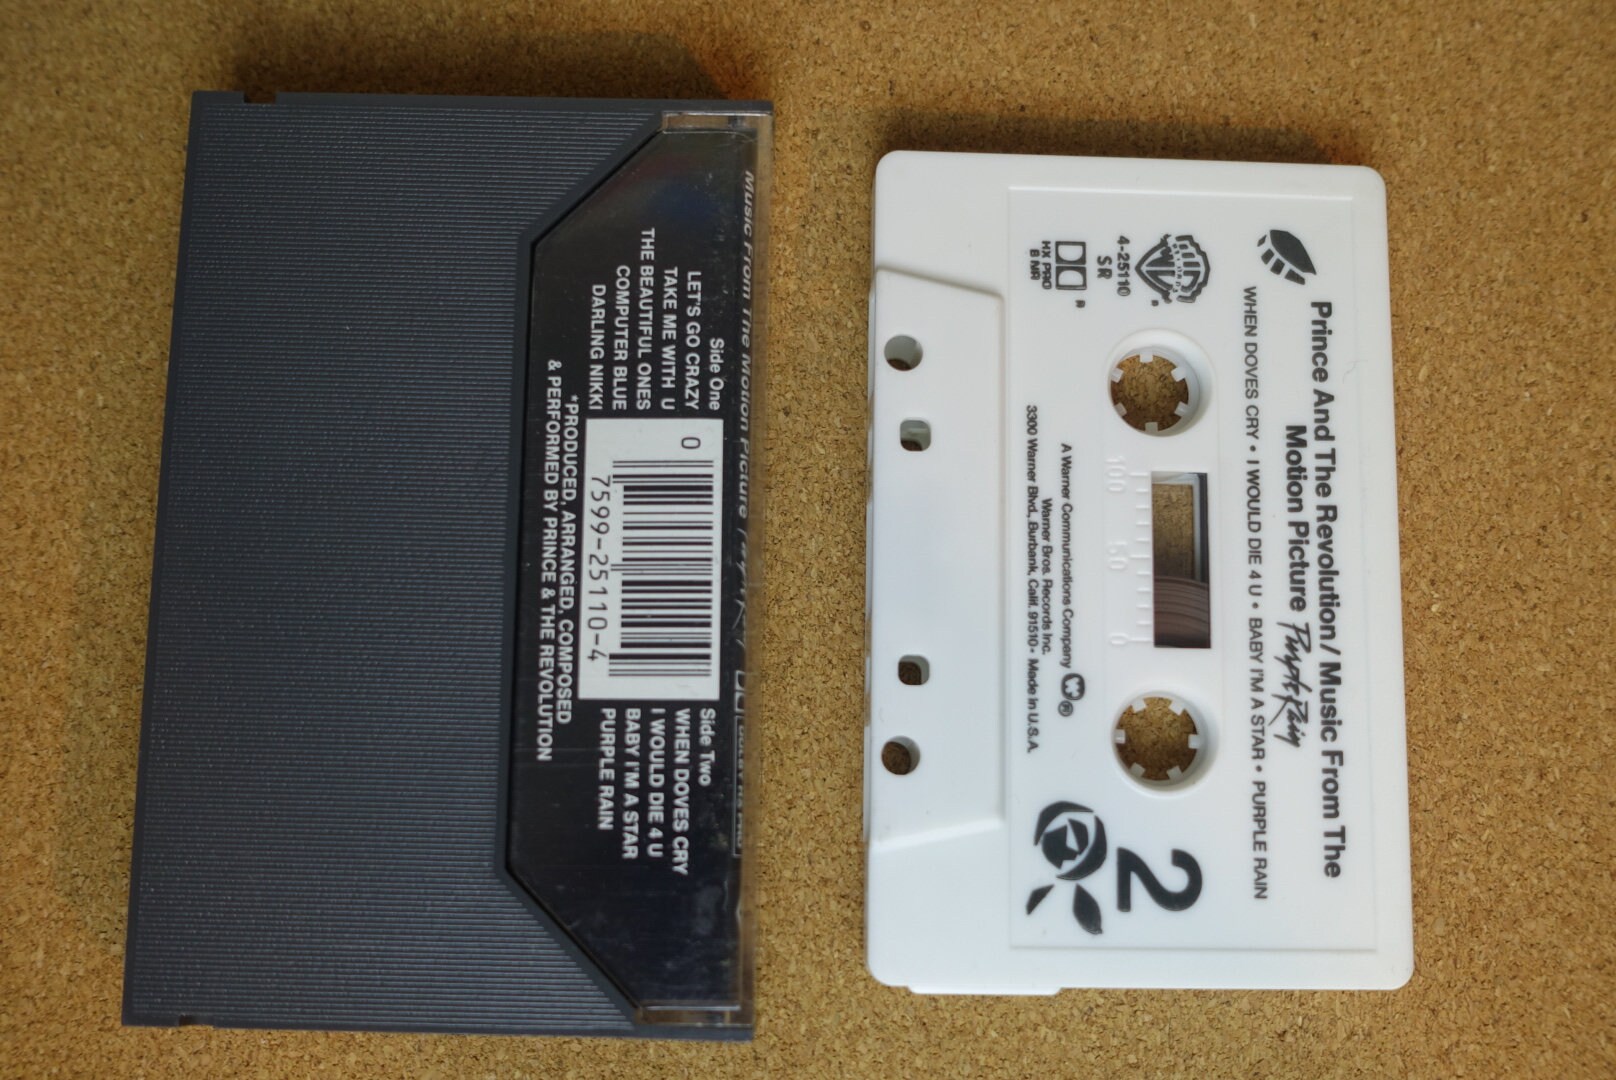 Music From The Motion Picture
Side One
LET'S GO CRAZY
TAKE ME WITH U
THE BEAUTIFUL ONES
COMPUTER BLUE
DARLING NIKKI
0
7599-25110-4
Side Two
WHEN DOVES CRY
I WOULD DIE 4 U
BABY I'M A STAR
PURPLE RAIN
*PRODUCED, ARRANGED, COMPOSED
& PERFORMED BY PRINCE & THE REVOLUTION
Prince And The Revolution/Music From The
Motion Picture Purple Rain
WHEN DOVES CRY • I WOULD DIE 4 U • BABY I'M A STAR • PURPLE RAIN
4-25110
SR
HX PRO
B NR
2
100 50 0
A Warner Communications Company
Warner Bros. Records Inc.
3300 Warner Blvd., Burbank, Calif. 91510 • Made in U.S.A.